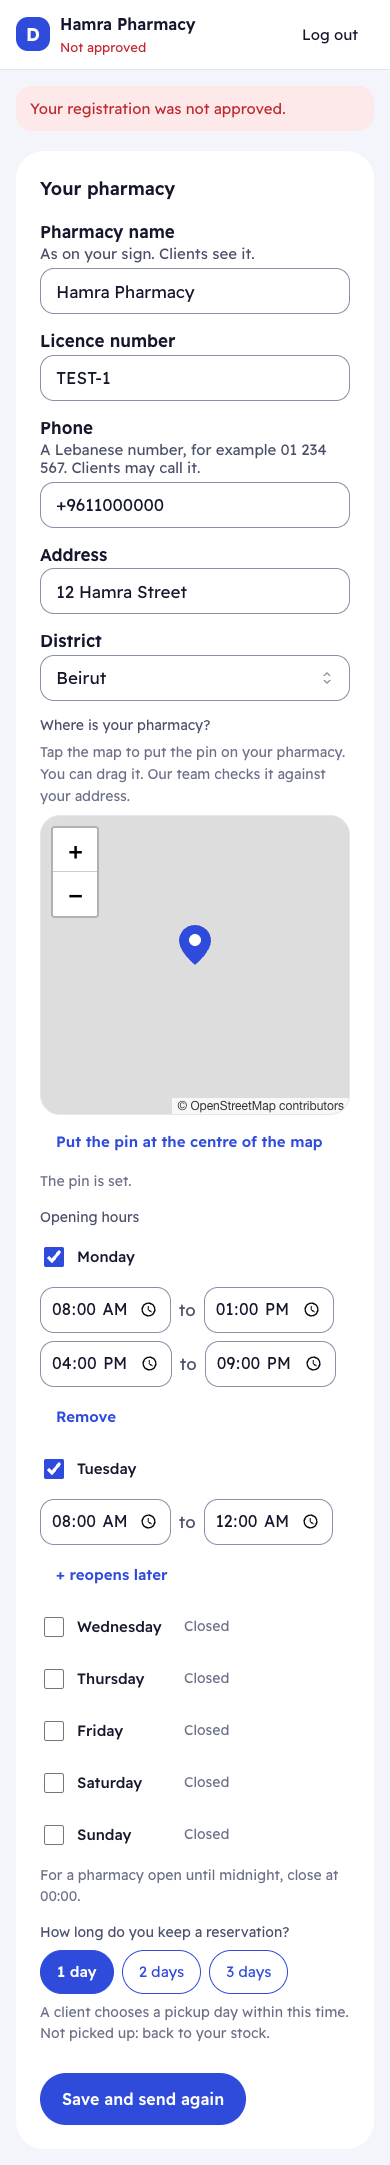 D
Hamra Pharmacy
Not approved
Log out
Your registration was not approved.
Your pharmacy
Pharmacy name
As on your sign. Clients see it.
Hamra Pharmacy
Licence number
TEST-1
Phone
A Lebanese number, for example 01 234
567. Clients may call it.
+9611000000
Address
12 Hamra Street
District
Beirut
Where is your pharmacy?
Tap the map to put the pin on your pharmacy.
You can drag it. Our team checks it against
your address.
+
−
© OpenStreetMap contributors
Put the pin at the centre of the map
The pin is set.
Opening hours
Monday
08:00 AM to 01:00 PM
04:00 PM to 09:00 PM
Remove
Tuesday
08:00 AM to 12:00 AM
+ reopens later
Wednesday Closed
Thursday Closed
Friday Closed
Saturday Closed
Sunday Closed
For a pharmacy open until midnight, close at
00:00.
How long do you keep a reservation?
1 day 2 days 3 days
A client chooses a pickup day within this time.
Not picked up: back to your stock.
Save and send again